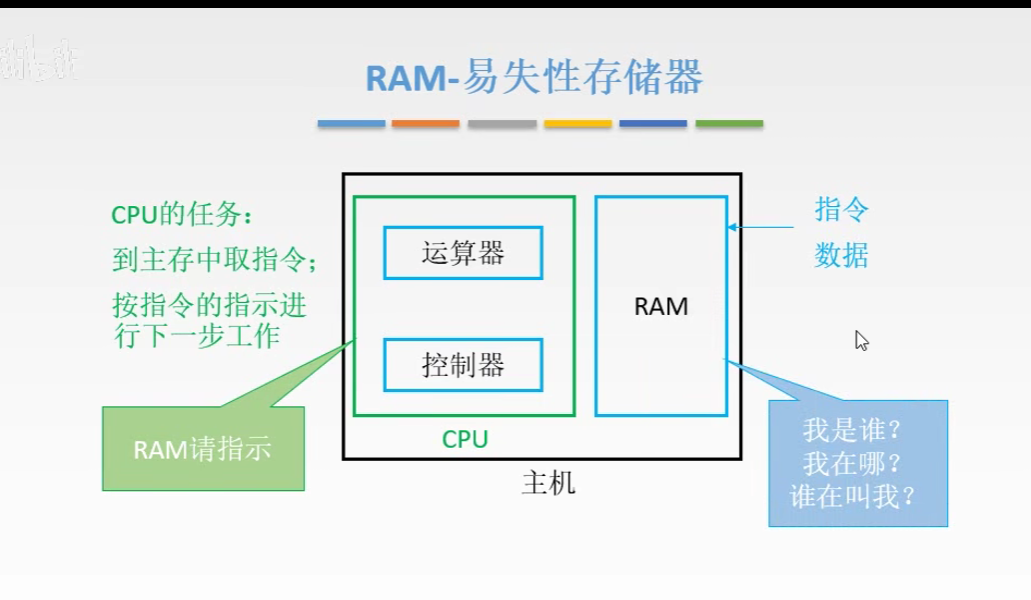 RAM-易失性存储器
CPU的任务：
到主存中取指令；
按指令的指示进
行下一步工作
RAM请指示
运算器
控制器
CPU
RAM
主机
指令
数据
我是谁？
我在哪？
谁在叫我？